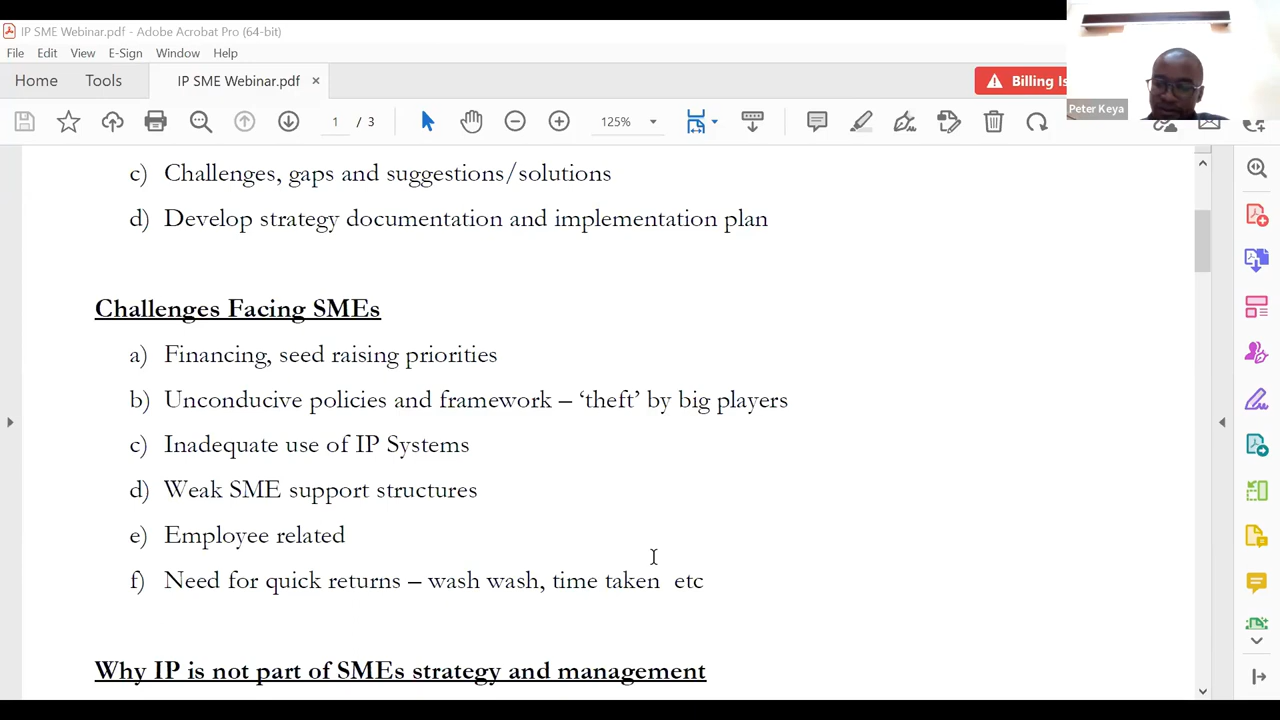 IP SME Webinar.pdf - Adobe Acrobat Pro (64-bit)
File Edit View E-Sign Window Help
Home Tools IP SME Webinar.pdf ×
Billing Is
Peter Keya
1 / 3 125%
c) Challenges, gaps and suggestions/solutions
d) Develop strategy documentation and implementation plan
Challenges Facing SMEs
a) Financing, seed raising priorities
b) Unconducive policies and framework – ‘theft’ by big players
c) Inadequate use of IP Systems
d) Weak SME support structures
e) Employee related
f) Need for quick returns – wash wash, time taken etc
Why IP is not part of SMEs strategy and management